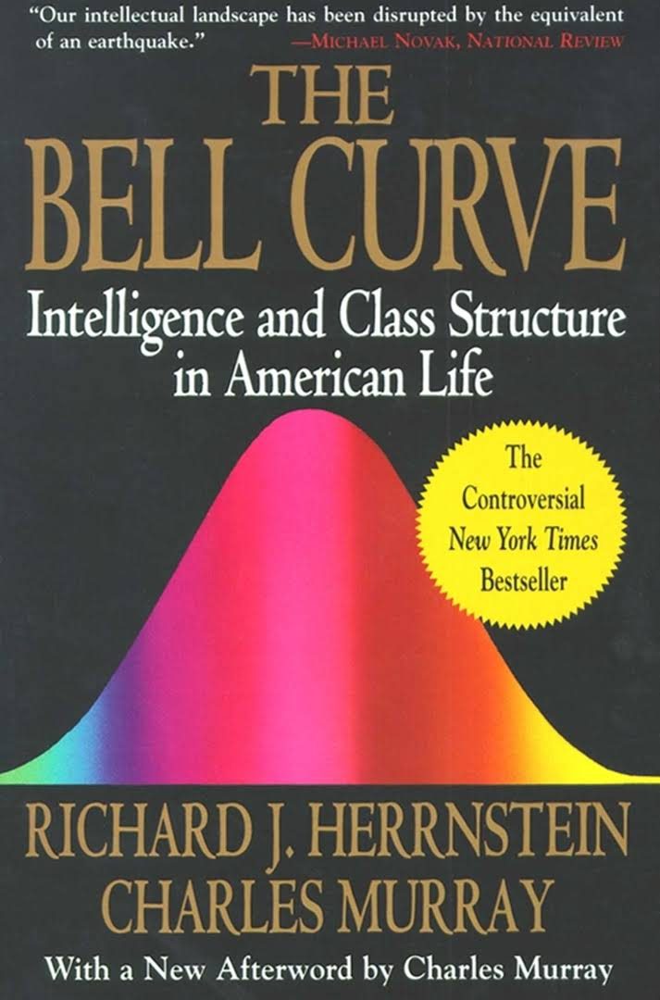 “Our intellectual landscape has been disrupted by the equivalent
of an earthquake.” —MICHAEL NOVAK, NATIONAL REVIEW
THE
BELL CURVE
Intelligence and Class Structure
in American Life
The
Controversial
New York Times
Bestseller
RICHARD J. HERRNSTEIN
CHARLES MURRAY
With a New Afterword by Charles Murray